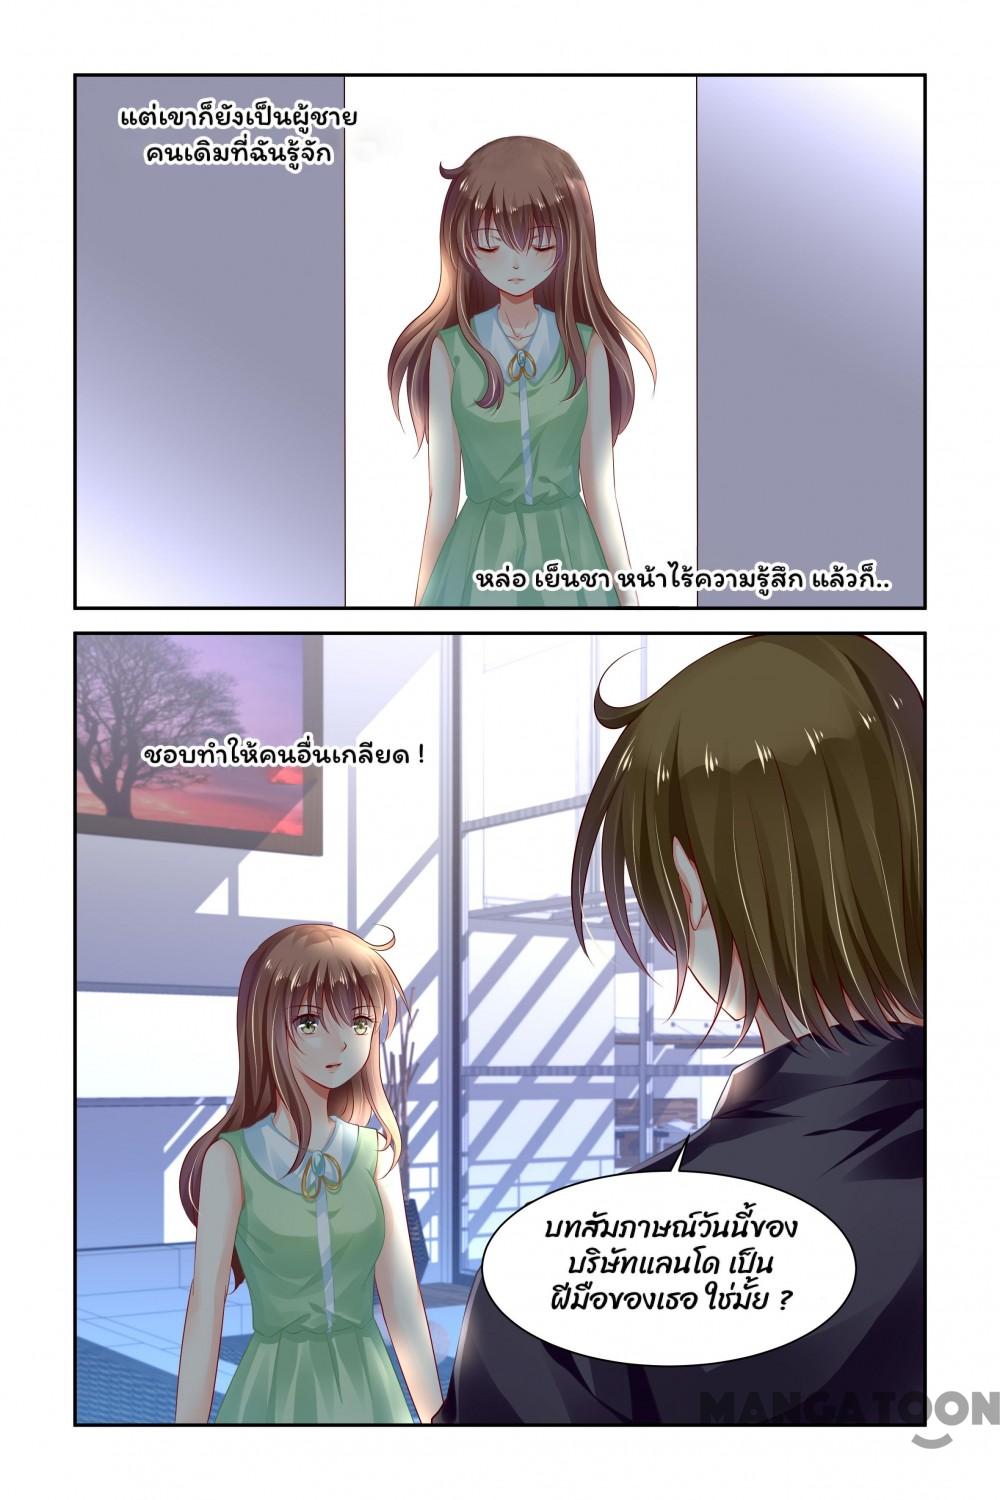 แต่เขาก็ยังเป็นผู้ชาย
คนเดิมที่ฉันรู้จัก
หล่อ เย็นชา หน้าไร้ความรู้สึก แล้วก็..
ชอบทำให้คนอื่นเกลียด !
บทสัมภาษณ์วันนี้ของ
บริษัทแลนโด เป็น
ฝีมือของเธอ ใช่มั้ย ?
MANGATOON